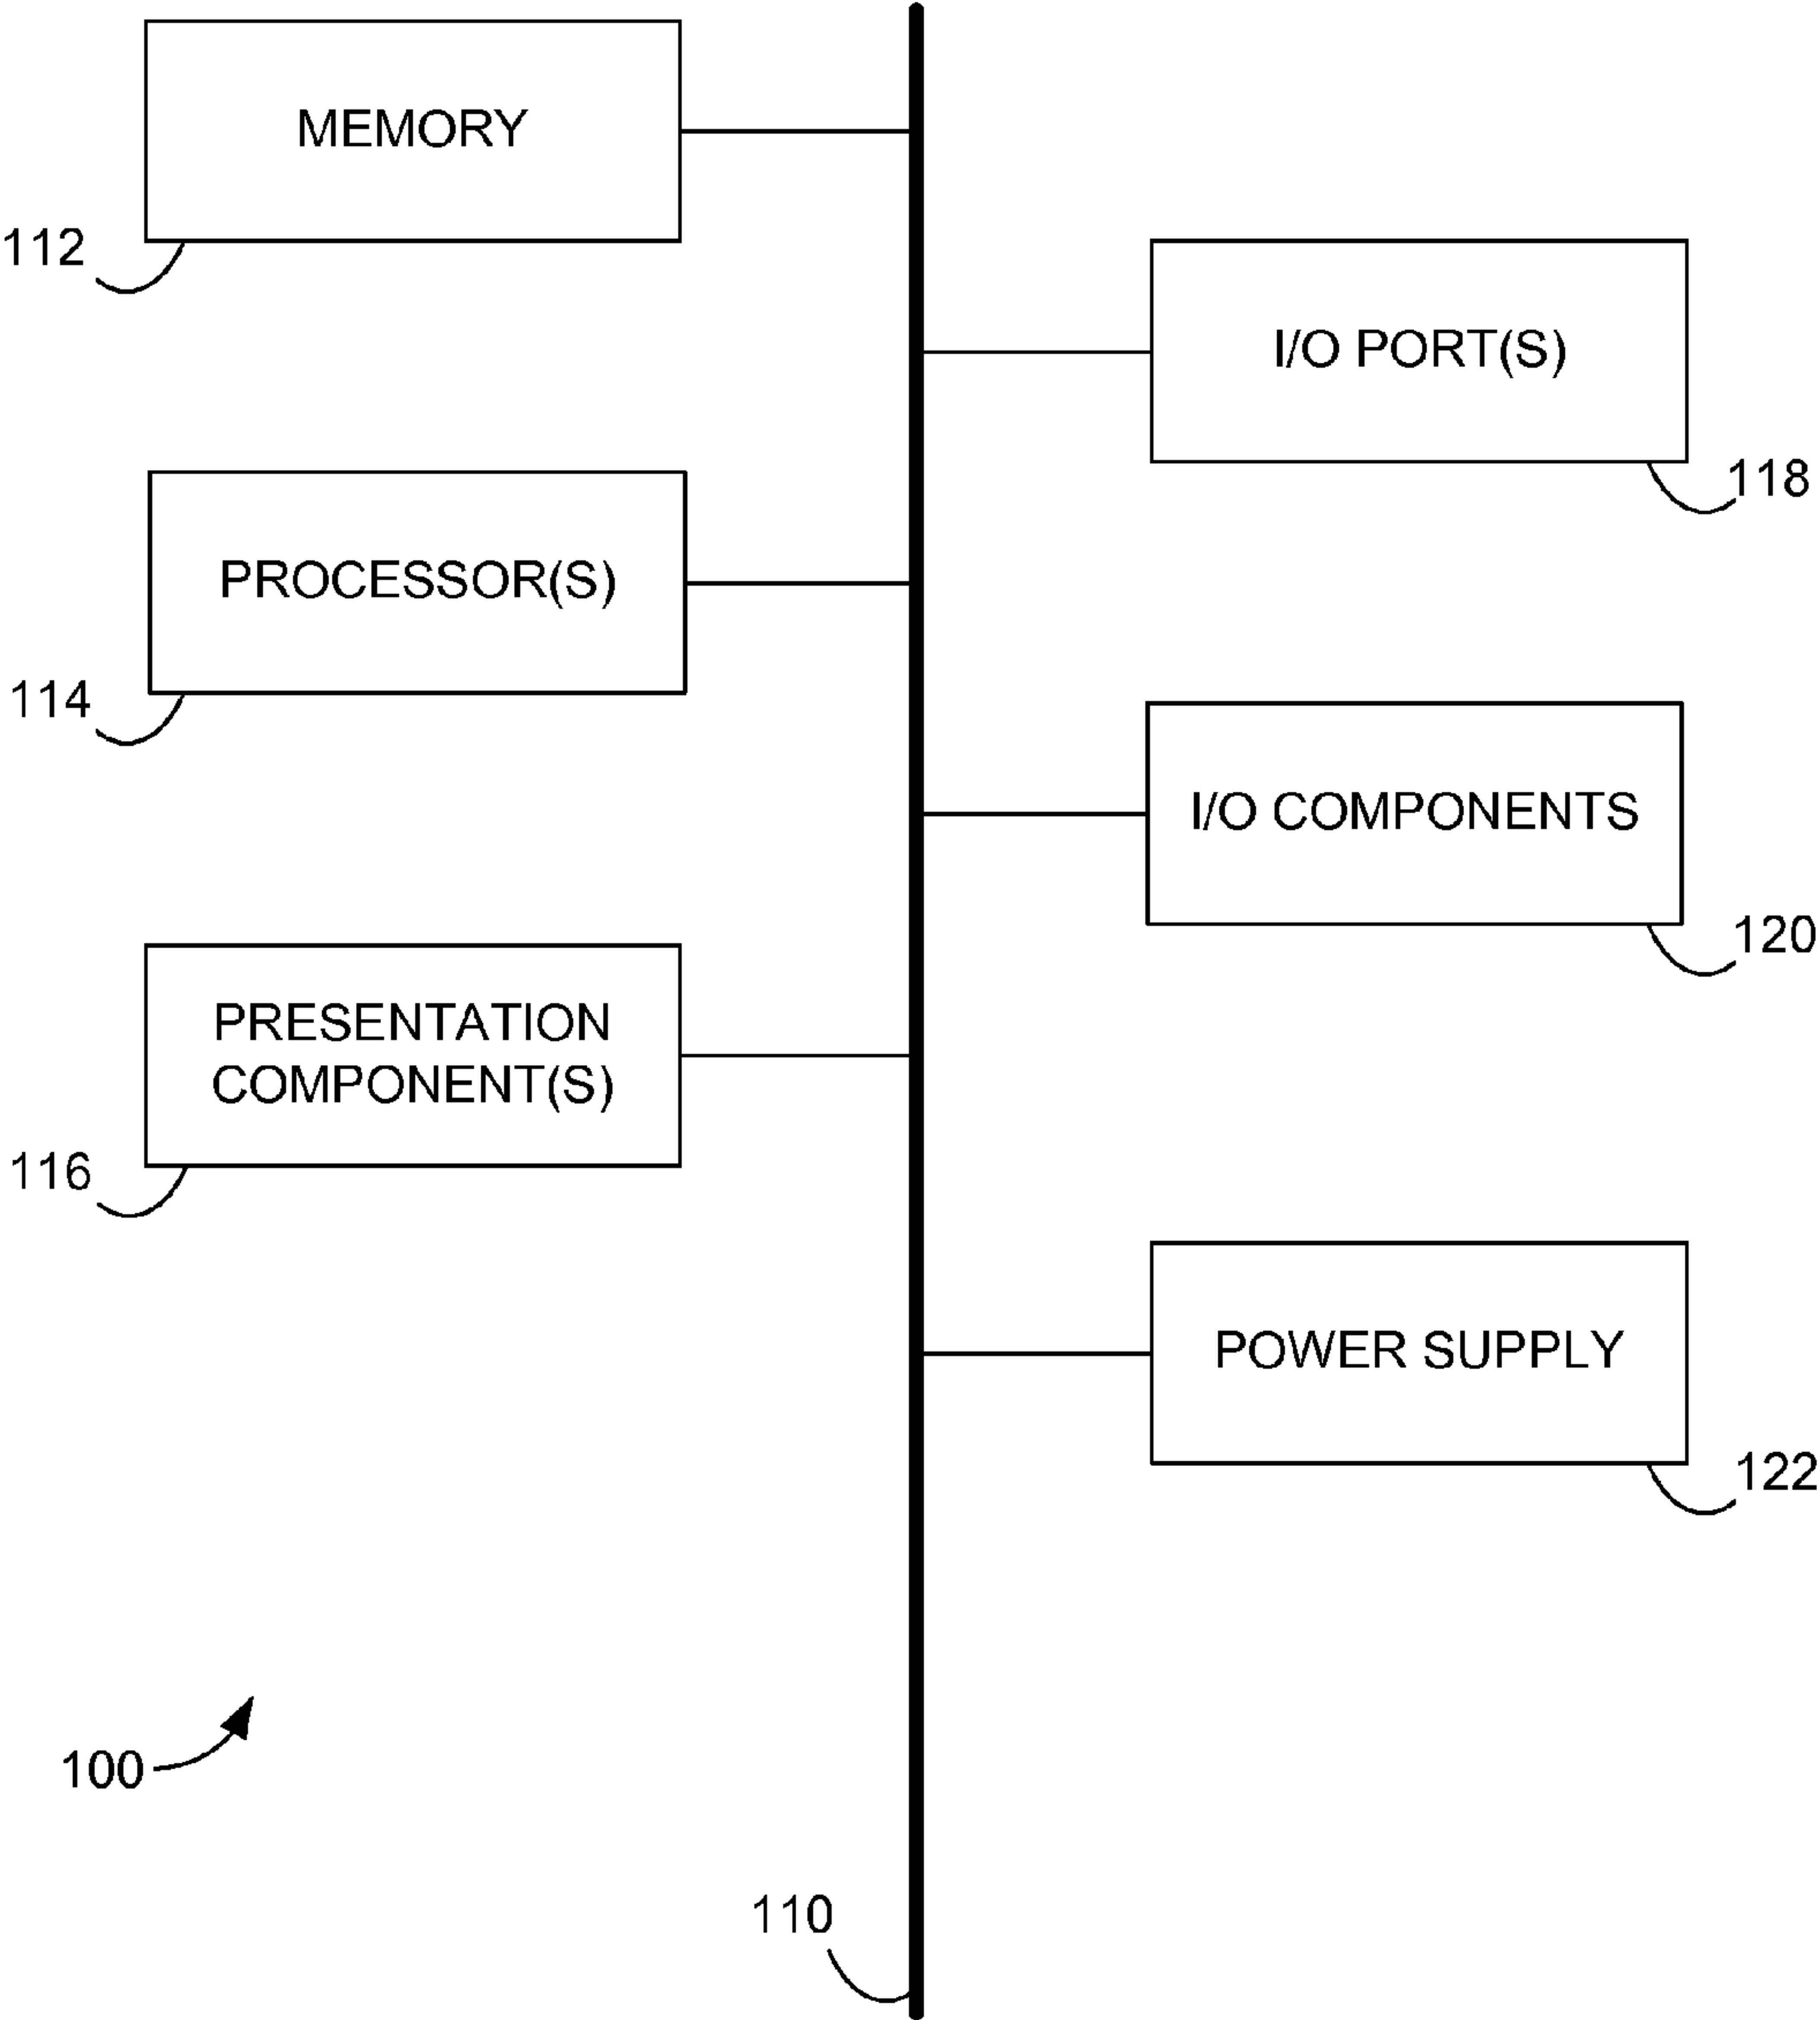 MEMORY
112
I/O PORT(S)
118
PROCESSOR(S)
114
I/O COMPONENTS
120
PRESENTATION
COMPONENT(S)
116
POWER SUPPLY
122
100
110